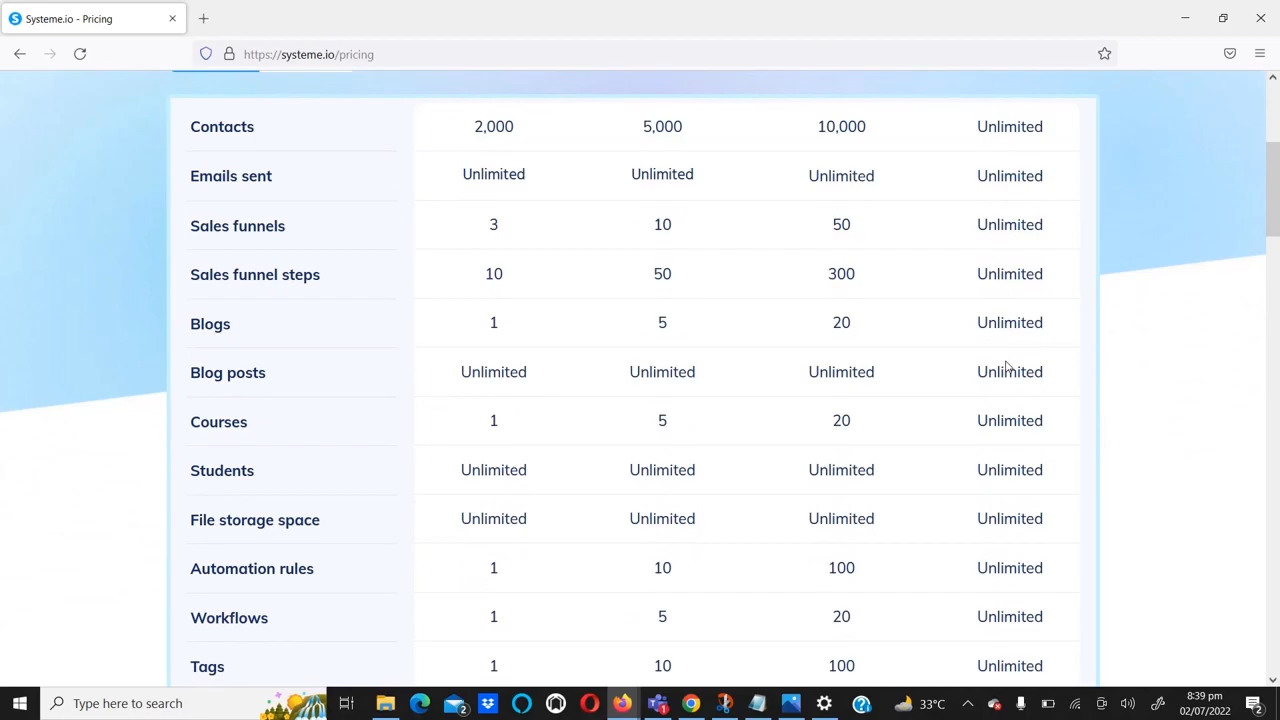 Systeme.io - Pricing
https://systeme.io/pricing
Contacts 2,000 5,000 10,000 Unlimited
Emails sent Unlimited Unlimited Unlimited Unlimited
Sales funnels 3 10 50 Unlimited
Sales funnel steps 10 50 300 Unlimited
Blogs 1 5 20 Unlimited
Blog posts Unlimited Unlimited Unlimited Unlimited
Courses 1 5 20 Unlimited
Students Unlimited Unlimited Unlimited Unlimited
File storage space Unlimited Unlimited Unlimited Unlimited
Automation rules 1 10 100 Unlimited
Workflows 1 5 20 Unlimited
Tags 1 10 100 Unlimited
Type here to search 2 1 33°C 8:39 pm
02/07/2022 2